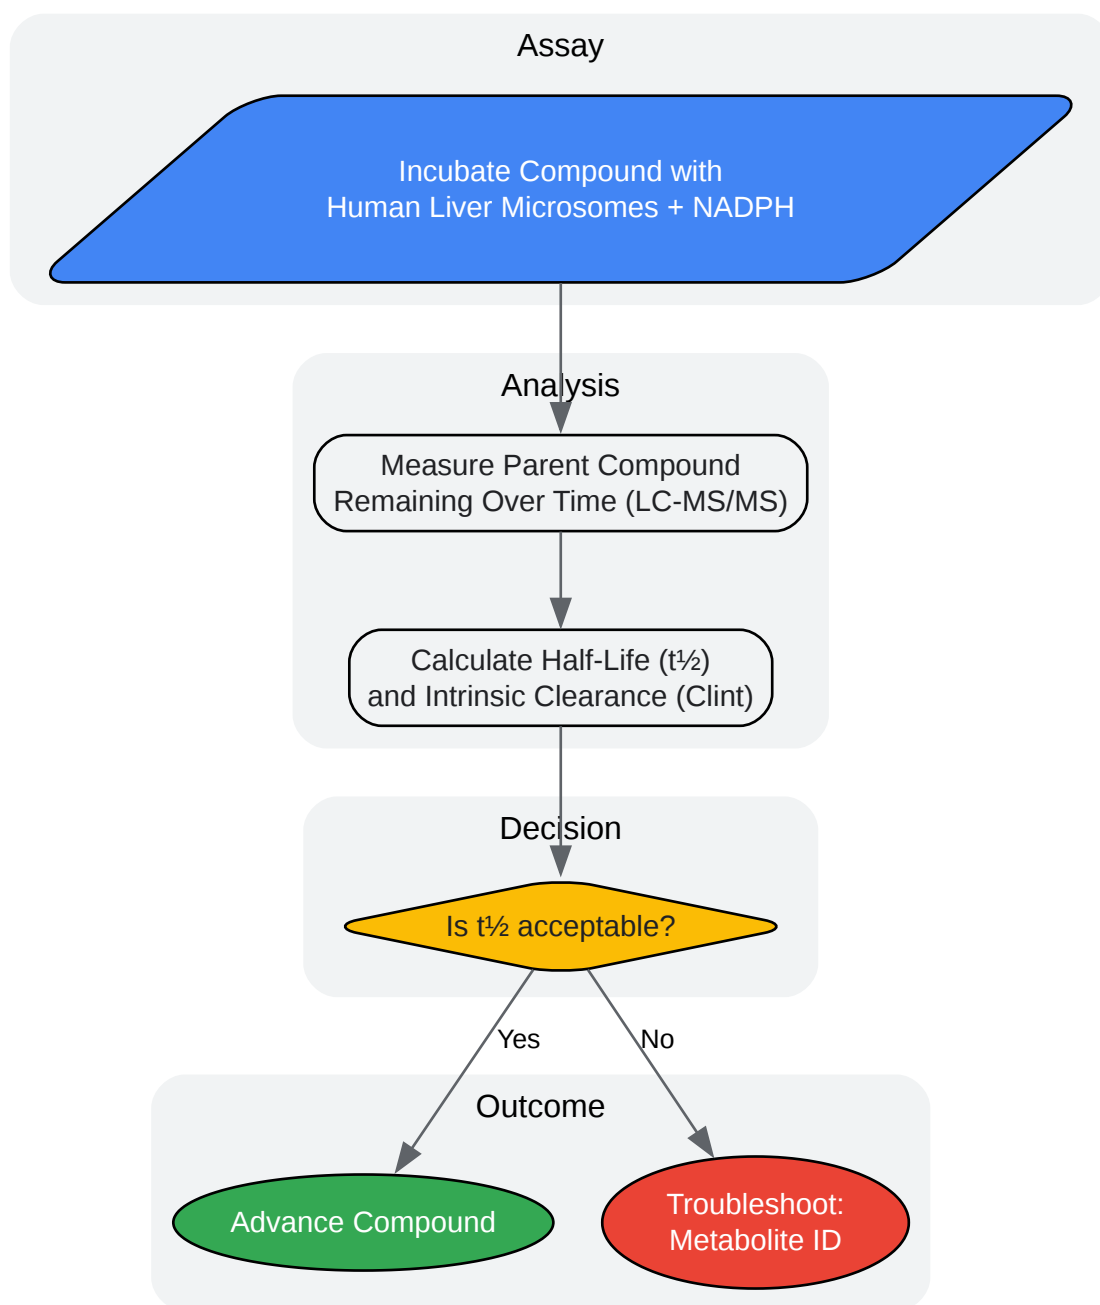 Assay
Incubate Compound with
Human Liver Microsomes + NADPH
Analysis
Measure Parent Compound
Remaining Over Time (LC-MS/MS)
Calculate Half-Life (t½)
and Intrinsic Clearance (Clint)
Decision
Is t½ acceptable?
Yes
No
Outcome
Advance Compound
Troubleshoot:
Metabolite ID